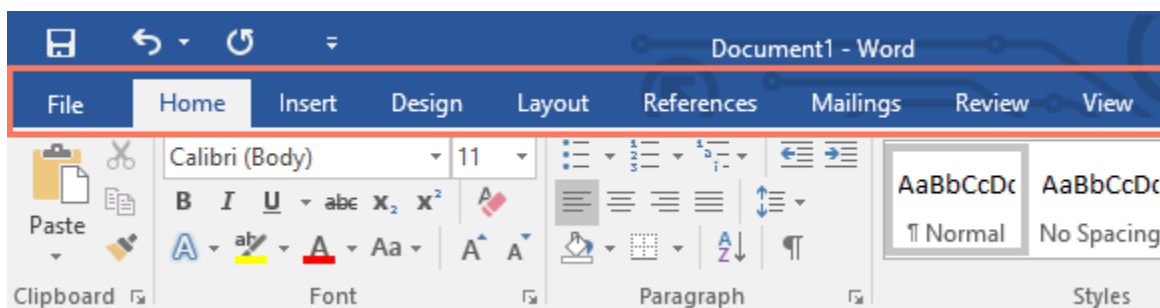 Document1 - Word
File Home Insert Design Layout References Mailings Review View
Calibri (Body) 11
Paste
B I U abc X₂ X²
A aby A Aa A A
AaBbCcDc AaBbCcDc
¶ Normal No Spacing
Clipboard Font Paragraph Styles